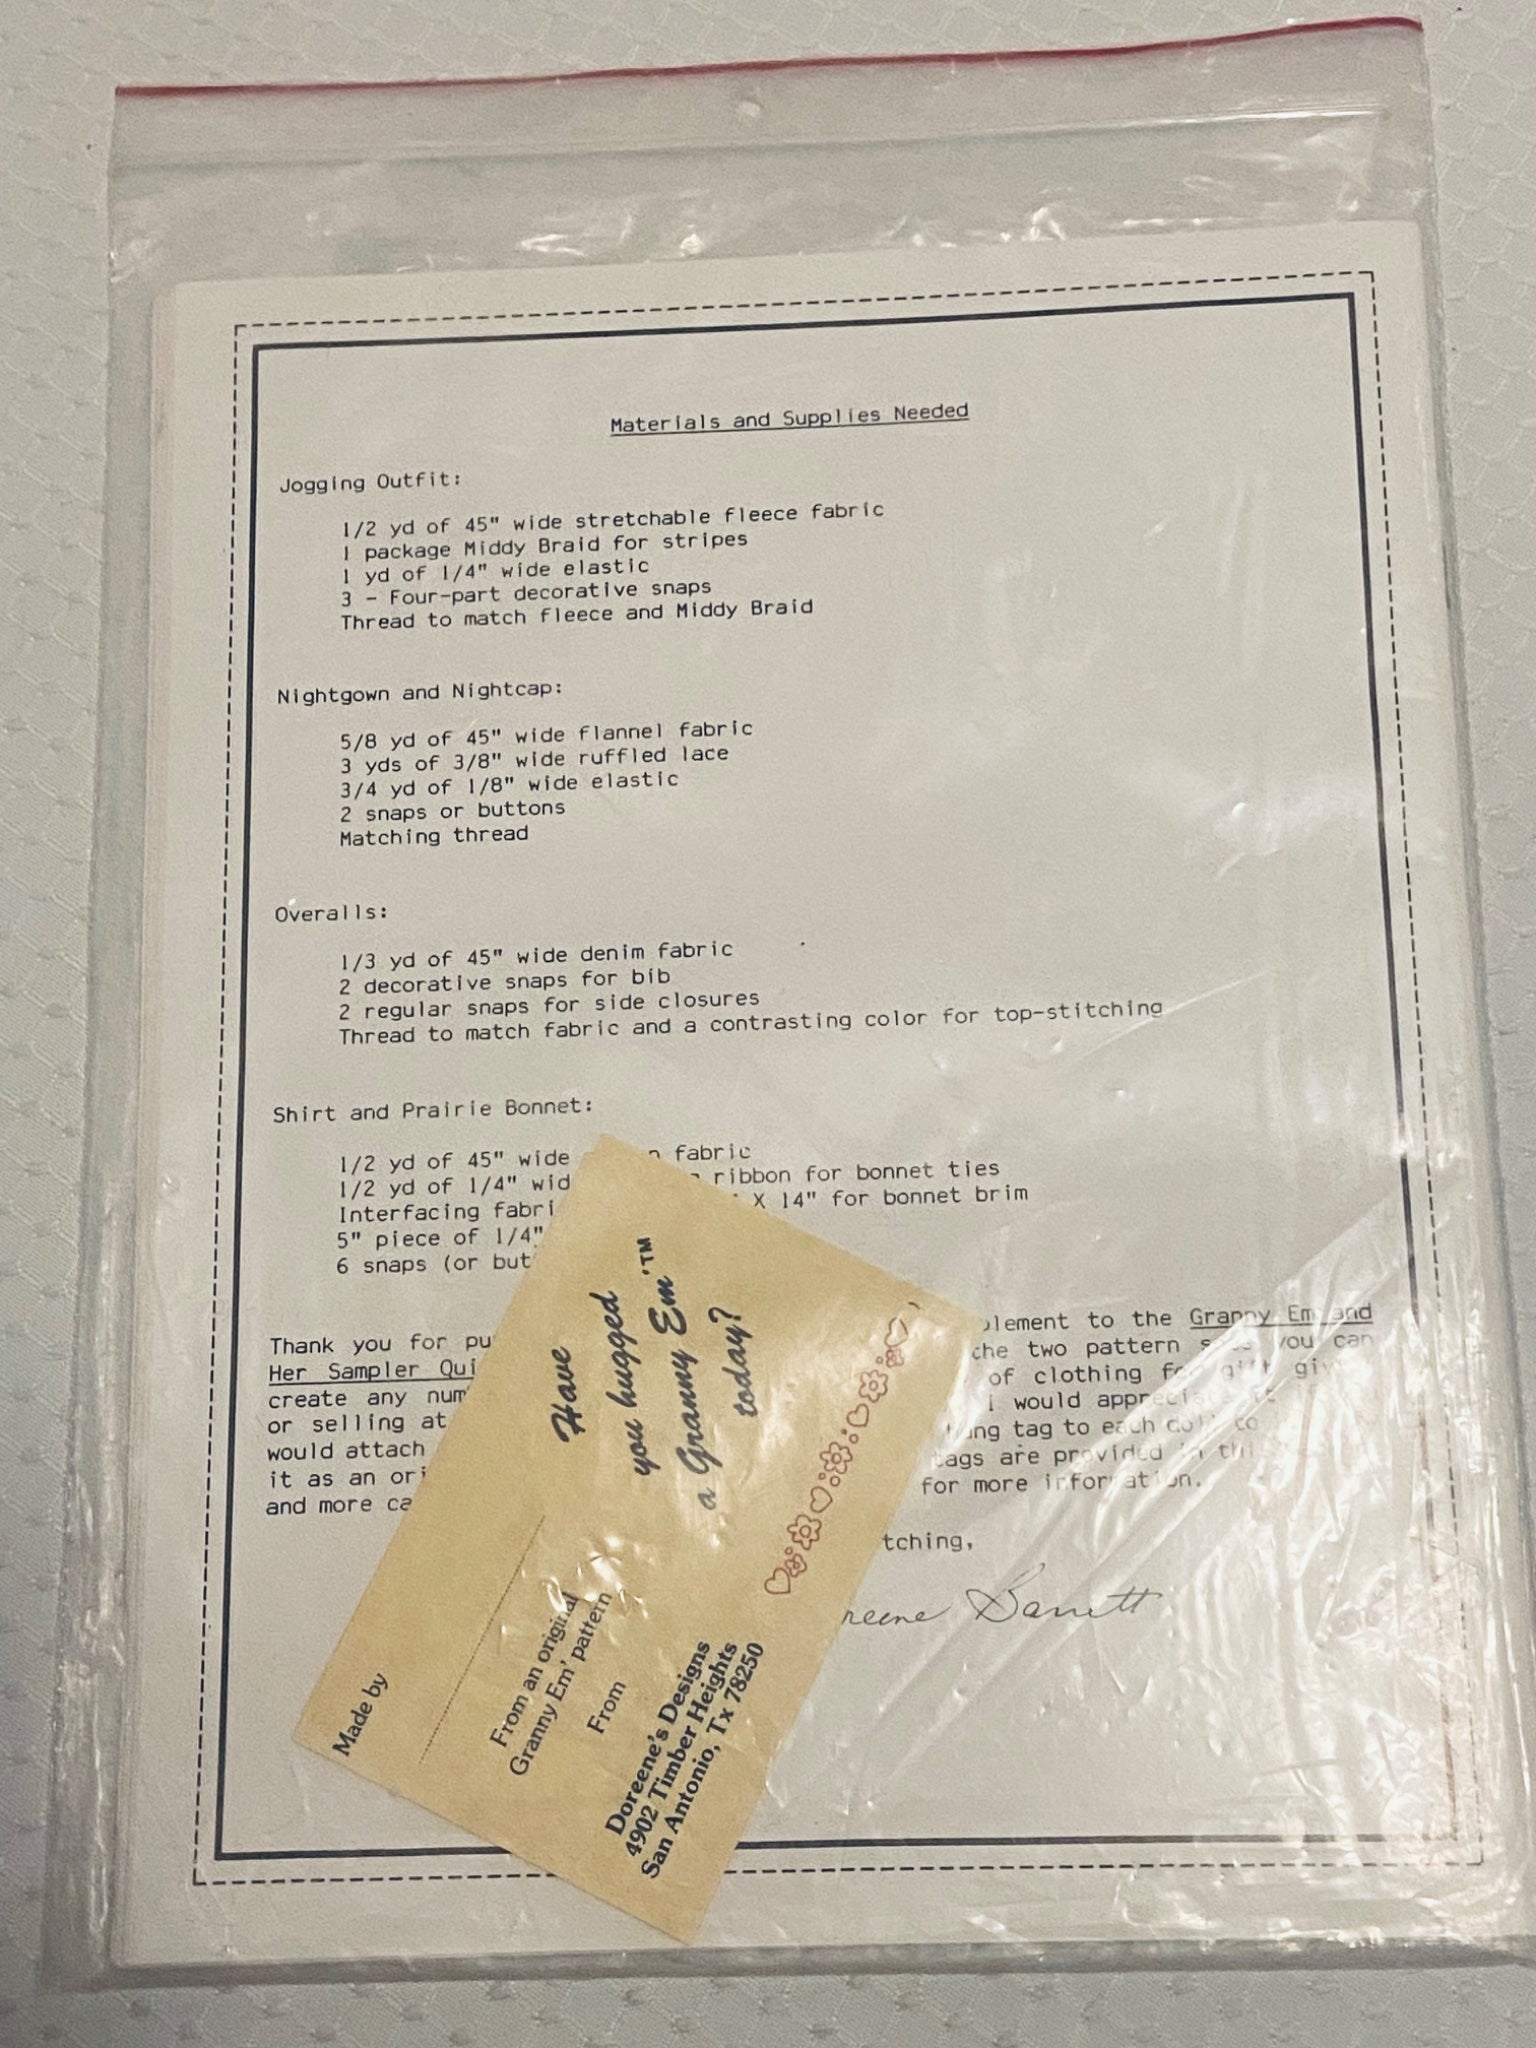 Materials and Supplies Needed
Jogging Outfit:
1/2 yd of 45" wide stretchable fleece fabric
1 package Middy Braid for stripes
1 yd of 1/4" wide elastic
3 - Four-part decorative snaps
Thread to match fleece and Middy Braid
Nightgown and Nightcap:
5/8 yd of 45" wide flannel fabric
3 yds of 3/8" wide ruffled lace
3/4 yd of 1/8" wide elastic
2 snaps or buttons
Matching thread
Overalls:
1/3 yd of 45" wide denim fabric
2 decorative snaps for bib
2 regular snaps for side closures
Thread to match fabric and a contrasting color for top-stitching
Shirt and Prairie Bonnet:
1/2 yd of 45" wide fabric
1/2 yd of 1/4" ribbon for bonnet ties
Interfacing X 14" for bonnet brim
5" piece of 1/4"
6 snaps (or
Thank you for to the Granny Em and
Her Sampler the two pattern you can
create any of clothing
or selling at I would
would attach tag to each
it as an are provided
and more for more information.
Barrett
Have
you hugged
a Granny Em'™
today?
Made by
From an original
Granny Em' pattern
From
Doreene's Designs
4902 Timber Heights
San Antonio, Tx 78250